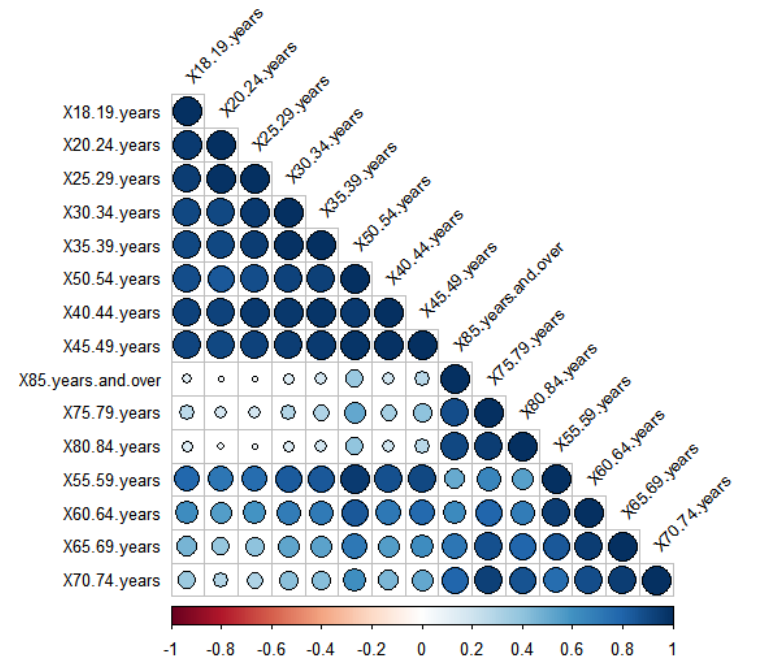 X18.19.years
X20.24.years
X25.29.years
X30.34.years
X35.39.years
X50.54.years
X40.44.years
X45.49.years
X85.years.and.over
X75.79.years
X80.84.years
X55.59.years
X60.64.years
X65.69.years
X70.74.years
X18.19.years
X20.24.years
X25.29.years
X30.34.years
X35.39.years
X50.54.years
X40.44.years
X45.49.years
X85.years.and.over
X75.79.years
X80.84.years
X55.59.years
X60.64.years
X65.69.years
X70.74.years
-1 -0.8 -0.6 -0.4 -0.2 0 0.2 0.4 0.6 0.8 1